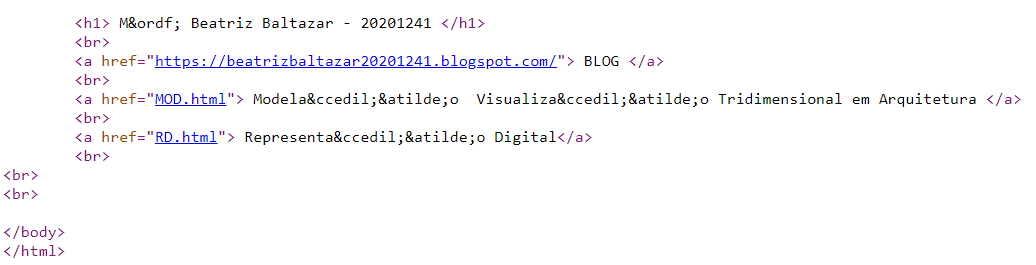 <h1> M&ordf; Beatriz Baltazar - 20201241 </h1>
<br>
<a href="https://beatrizbaltazar20201241.blogspot.com/"> BLOG </a>
<br>
<a href="MOD.html"> Modela&ccedil;&atilde;o  Visualiza&ccedil;&atilde;o Tridimensional em Arquitetura </a>
<br>
<a href="RD.html"> Representa&ccedil;&atilde;o Digital</a>
<br>
<br>
<br>
</body>
</html>